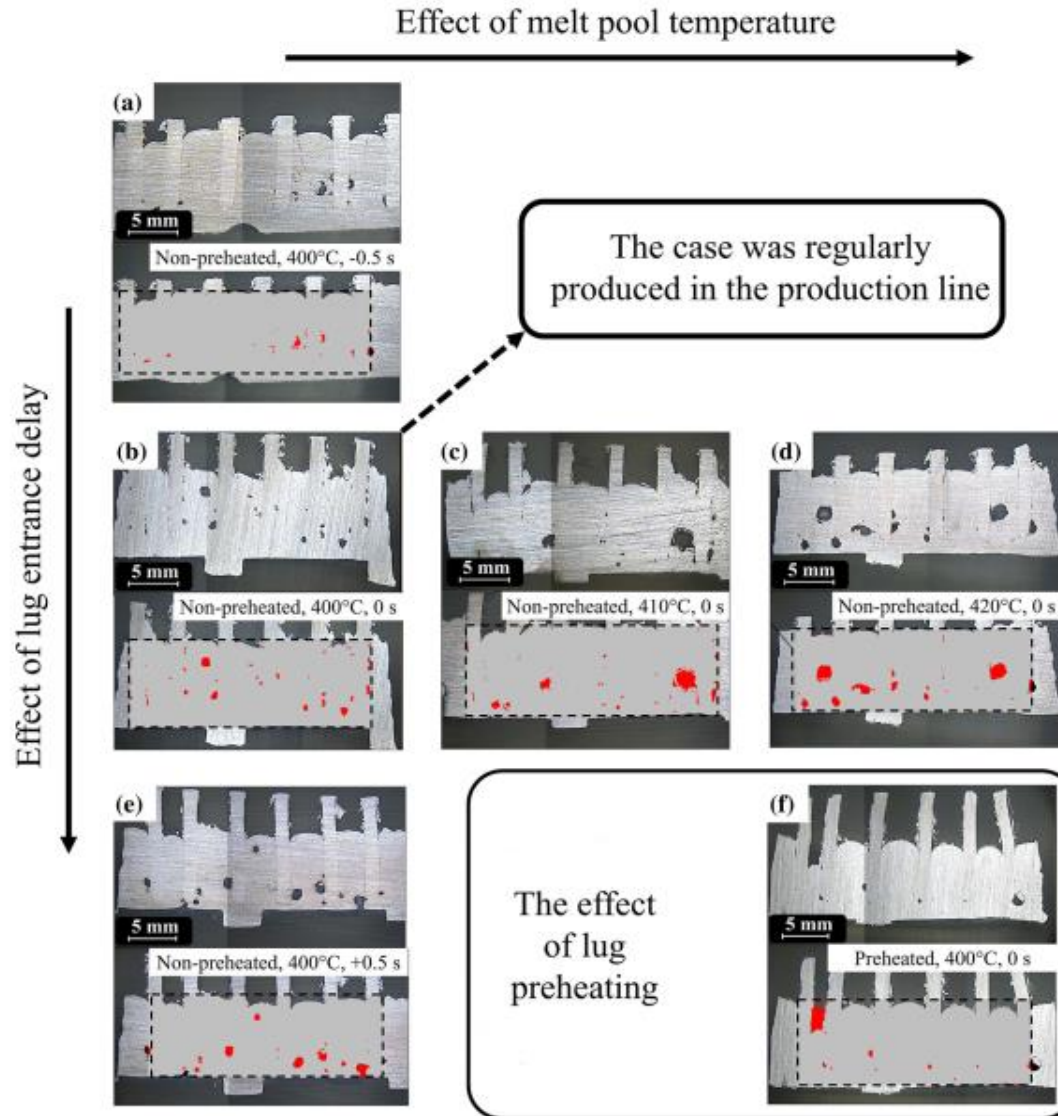 Effect of melt pool temperature
Effect of lug entrance delay
(a)
5 mm
Non-preheated, 400°C, -0.5 s
The case was regularly
produced in the production line
(b)
5 mm
Non-preheated, 400°C, 0 s
(c)
5 mm
Non-preheated, 410°C, 0 s
(d)
5 mm
Non-preheated, 420°C, 0 s
(e)
5 mm
Non-preheated, 400°C, +0.5 s
The effect
of lug
preheating
(f)
5 mm
Preheated, 400°C, 0 s